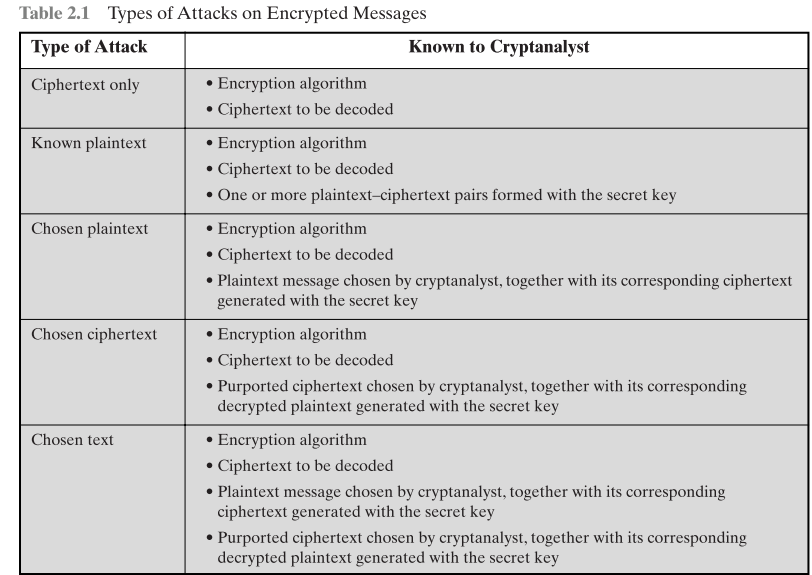 Table 2.1 Types of Attacks on Encrypted Messages
Type of Attack Known to Cryptanalyst
Ciphertext only
• Encryption algorithm
• Ciphertext to be decoded
Known plaintext
• Encryption algorithm
• Ciphertext to be decoded
• One or more plaintext–ciphertext pairs formed with the secret key
Chosen plaintext
• Encryption algorithm
• Ciphertext to be decoded
• Plaintext message chosen by cryptanalyst, together with its corresponding ciphertext
generated with the secret key
Chosen ciphertext
• Encryption algorithm
• Ciphertext to be decoded
• Purported ciphertext chosen by cryptanalyst, together with its corresponding
decrypted plaintext generated with the secret key
Chosen text
• Encryption algorithm
• Ciphertext to be decoded
• Plaintext message chosen by cryptanalyst, together with its corresponding
ciphertext generated with the secret key
• Purported ciphertext chosen by cryptanalyst, together with its corresponding
decrypted plaintext generated with the secret key